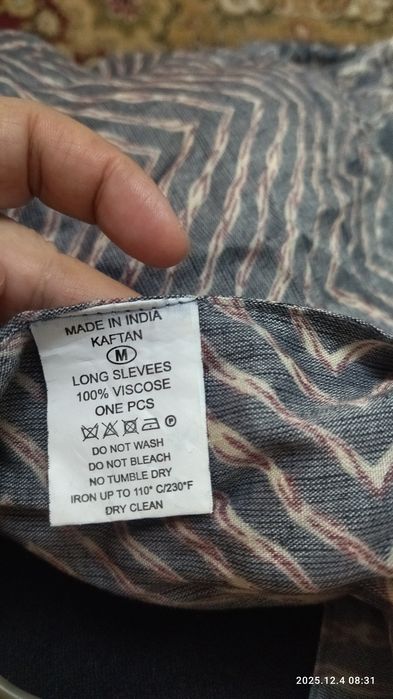 MADE IN INDIA
KAFTAN
M
LONG SLEVEES
100% VISCOSE
ONE PCS
P
DO NOT WASH
DO NOT BLEACH
NO TUMBLE DRY
IRON UP TO 110° C/230°F
DRY CLEAN
2025.12.4 08:31